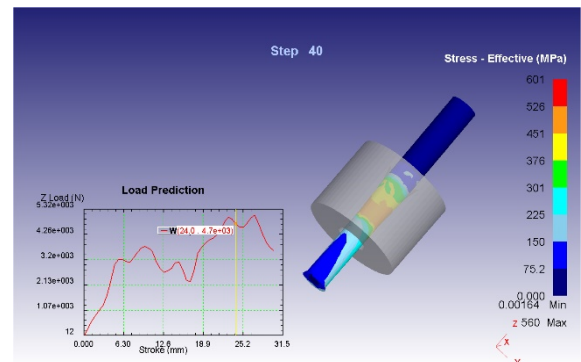 Step 40
Stress - Effective (MPa)
601
526
451
376
301
225
150
75.2
0.000
0.00164 Min
z 560 Max
X
Load Prediction
Z Load (N)
5.32e+003
4.26e+003
3.2e+003
2.13e+003
1.07e+003
12
W(24.0 , 4.7e+03)
0.000 6.30 12.6 18.9 25.2 31.5
Stroke (mm)